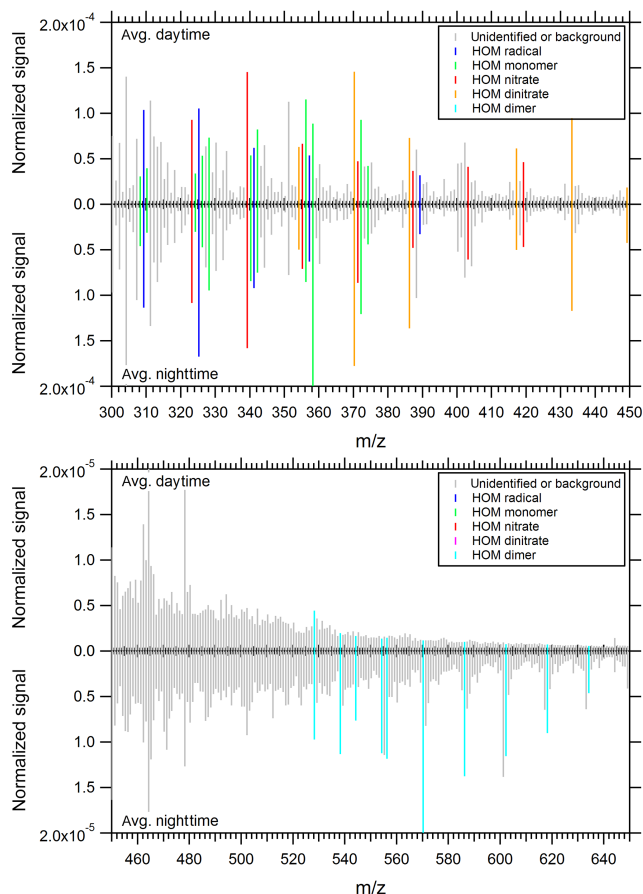 2.0x10⁻⁴
Avg. daytime
Unidentified or background
HOM radical
HOM monomer
HOM nitrate
HOM dinitrate
HOM dimer
Normalized signal
1.5
1.0
0.5
0.0
0.5
1.0
1.5
2.0x10⁻⁴
Normalized signal
Avg. nighttime
300 310 320 330 340 350 360 370 380 390 400 410 420 430 440 450
m/z
2.0x10⁻⁵
Avg. daytime
Unidentified or background
HOM radical
HOM monomer
HOM nitrate
HOM dinitrate
HOM dimer
Normalized signal
1.5
1.0
0.5
0.0
0.5
1.0
1.5
2.0x10⁻⁵
Normalized signal
Avg. nighttime
460 480 500 520 540 560 580 600 620 640
m/z